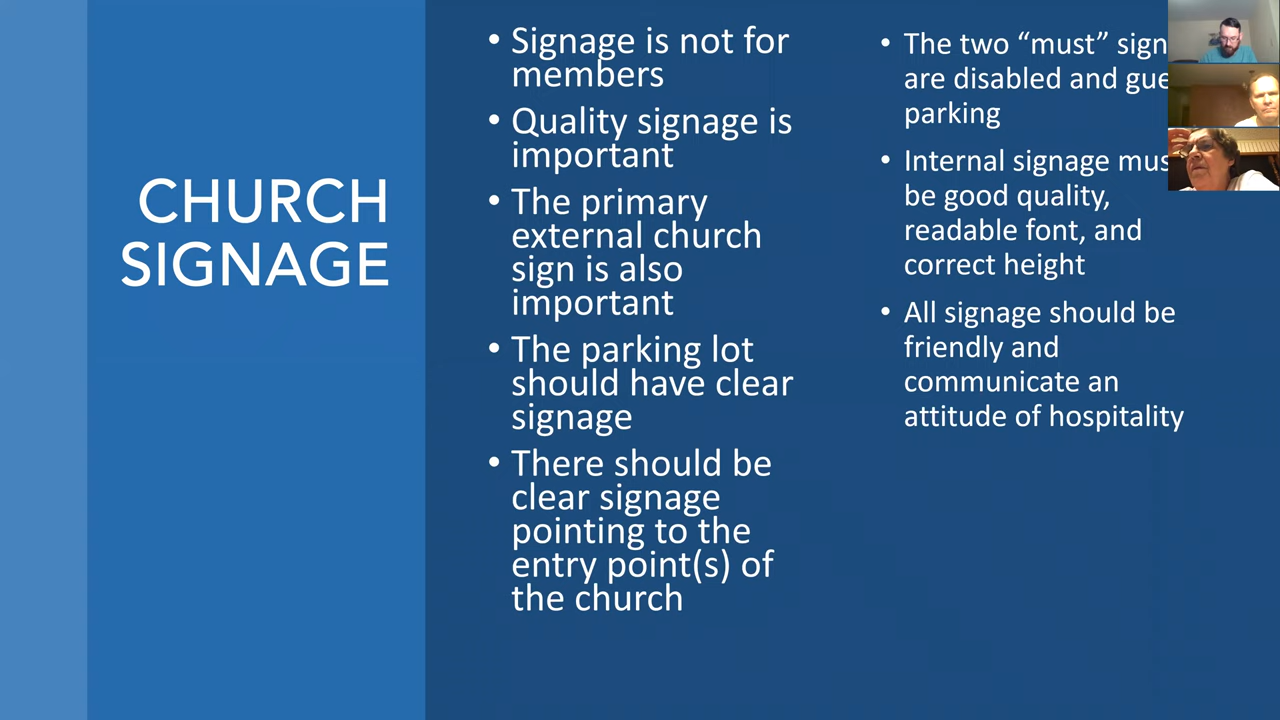 CHURCH
SIGNAGE
• Signage is not for
members
• Quality signage is
important
• The primary
external church
sign is also
important
• The parking lot
should have clear
signage
• There should be
clear signage
pointing to the
entry point(s) of
the church
• The two “must”
are disabled and
parking
• Internal signage
be good quality,
readable font, and
correct height
• All signage should be
friendly and
communicate an
attitude of hospitality